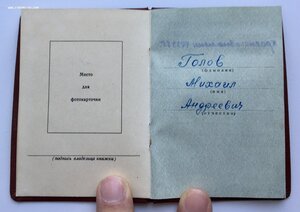 Место
для
фотокарточки
(подпись владельца книжки)
Голов
(фамилия)
Михаил
(имя)
Андреевич
(отчество)